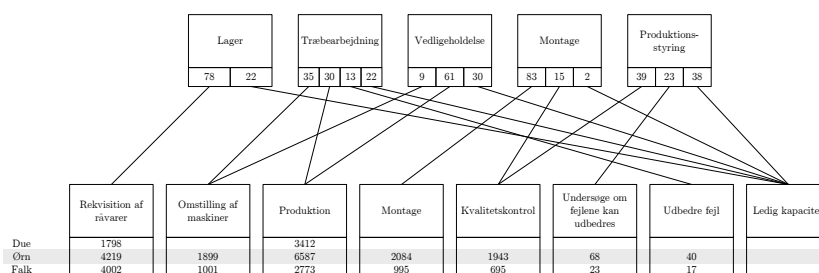 Lager Træbearbejdning Vedligeholdelse Montage Produktions-
styring
78 22 35 30 13 22 9 61 30 83 15 2 39 23 38
Rekvisition af
råvarer
Omstilling af
maskiner
Produktion
Montage
Kvalitetskontrol
Undersøge om
fejlene kan
udbedres
Udbedre fejl
Ledig kapacitet
Due 1798 3412
Ørn 4219 1899 6587 2084 1943 68 40
Falk 4002 1001 2773 995 695 23 17